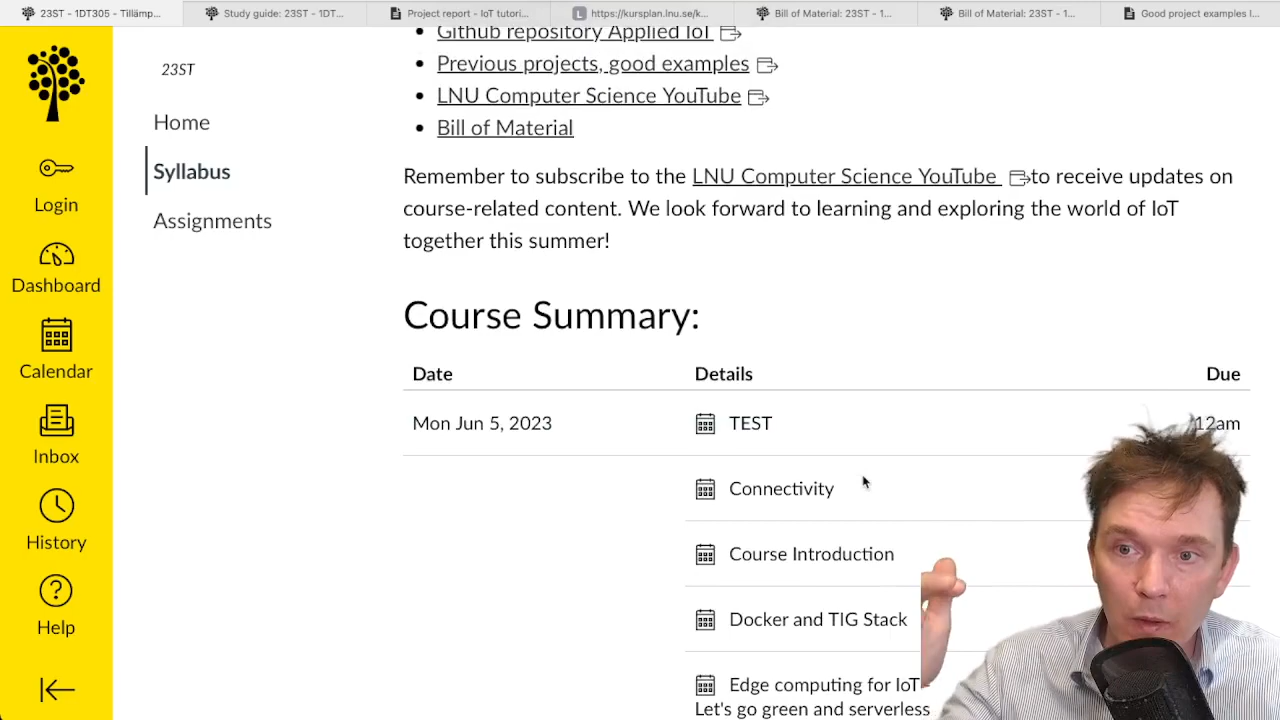 23ST - 1DT305 - Tillämp...
Study guide: 23ST - 1DT...
Project report - IoT tutori...
L https://kursplan.lnu.se/k...
Bill of Material: 23ST - 1...
Bill of Material: 23ST - 1...
Good project examples I...
Login
Dashboard
Calendar
Inbox
History
Help
23ST
Home
Syllabus
Assignments
Github repository Applied IoT
Previous projects, good examples
LNU Computer Science YouTube
Bill of Material
Remember to subscribe to the LNU Computer Science YouTube to receive updates on
course-related content. We look forward to learning and exploring the world of IoT
together this summer!
Course Summary:
Date Details Due
Mon Jun 5, 2023 TEST 12am
Connectivity
Course Introduction
Docker and TIG Stack
Edge computing for IoT
Let's go green and serverless